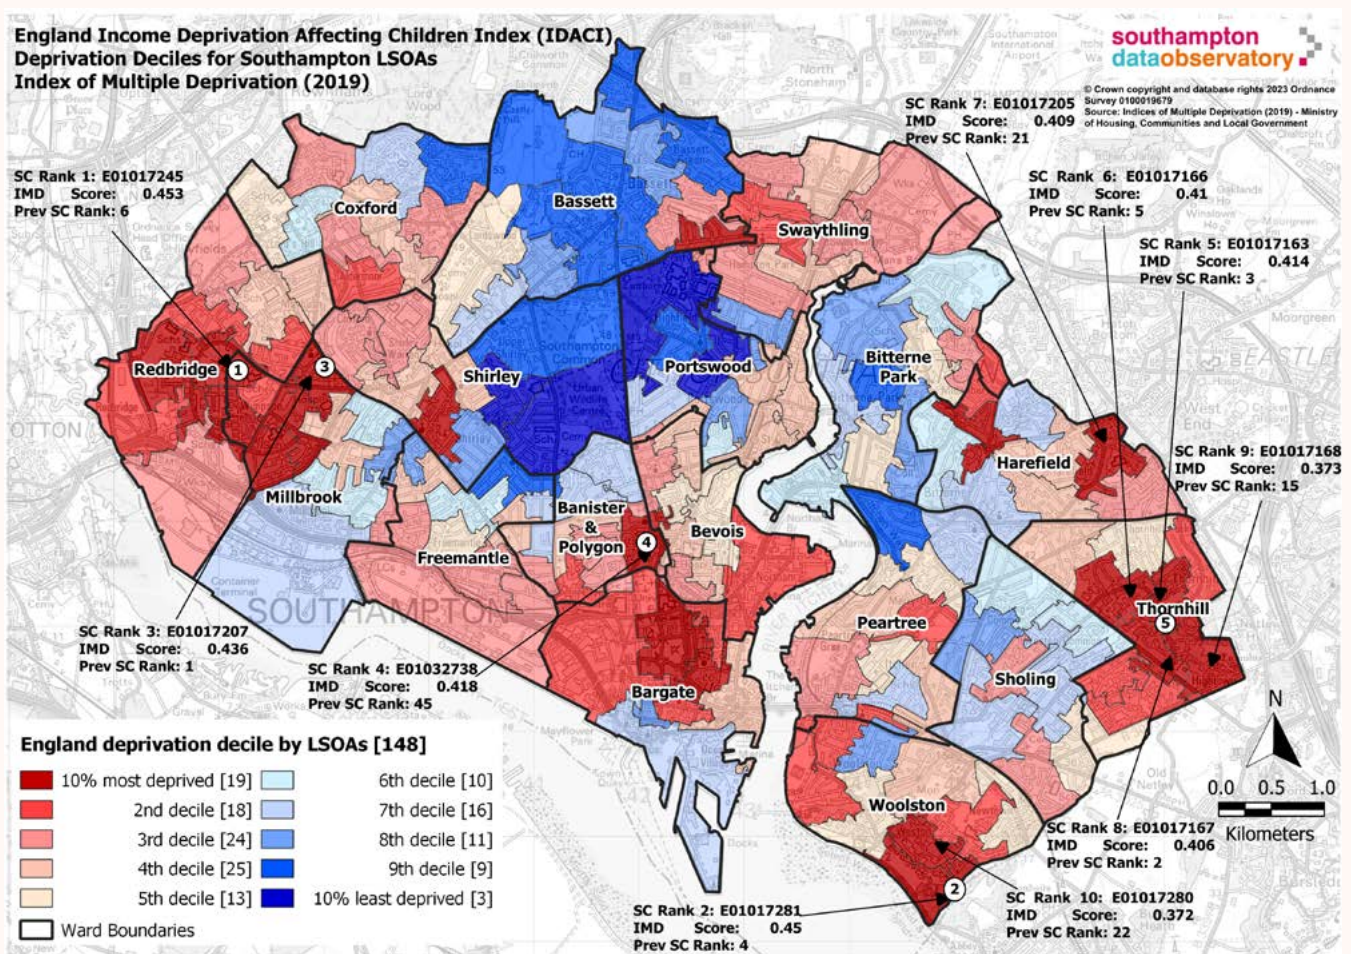 England Income Deprivation Affecting Children Index (IDACI)
Deprivation Deciles for Southampton LSOAs
Index of Multiple Deprivation (2019)
southampton
dataobservatory
© Crown copyright and database rights 2023 Ordnance
Survey 0100019679
Source: Indices of Multiple Deprivation (2019) - Ministry
of Housing, Communities and Local Government
SC Rank 7: E01017205
IMD Score: 0.409
Prev SC Rank: 21
SC Rank 1: E01017245
IMD Score: 0.453
Prev SC Rank: 6
SC Rank 6: E01017166
IMD Score: 0.41
Prev SC Rank: 5
SC Rank 5: E01017163
IMD Score: 0.414
Prev SC Rank: 3
SC Rank 9: E01017168
IMD Score: 0.373
Prev SC Rank: 15
Coxford
Bassett
Swaythling
Redbridge
1
3
Shirley
Portswood
Bitterne
Park
Harefield
Millbrook
Banister
&
Polygon
4
Bevois
Freemantle
SOUTHAMPTON
Container
Terminal
Peartree
Thornhill
5
Sholing
Bargate
Woolston
2
SC Rank 3: E01017207
IMD Score: 0.436
Prev SC Rank: 1
SC Rank 4: E01032738
IMD Score: 0.418
Prev SC Rank: 45
SC Rank 8: E01017167
IMD Score: 0.406
Prev SC Rank: 2
SC Rank 10: E01017280
IMD Score: 0.372
Prev SC Rank: 22
SC Rank 2: E01017281
IMD Score: 0.45
Prev SC Rank: 4
N
0.0 0.5 1.0
Kilometers
England deprivation decile by LSOAs [148]
10% most deprived [19]
2nd decile [18]
3rd decile [24]
4th decile [25]
5th decile [13]
6th decile [10]
7th decile [16]
8th decile [11]
9th decile [9]
10% least deprived [3]
Ward Boundaries